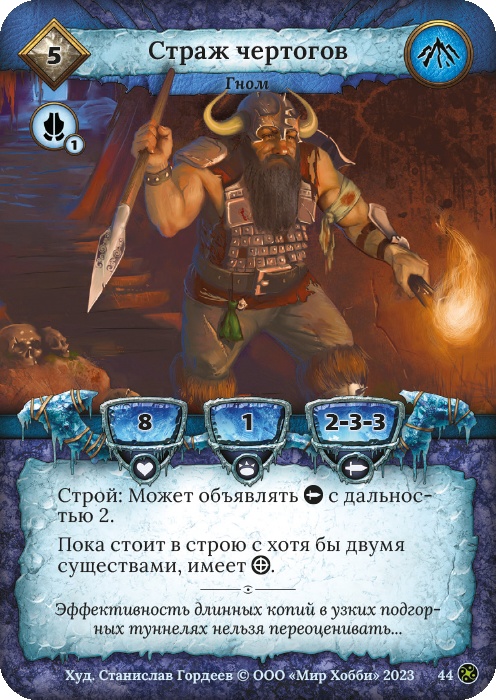 5
Страж чертогов
Гном
1
8
1
2-3-3
Строй: Может объявлять с дальнос-
тью 2.
Пока стоит в строю с хотя бы двумя
существами, имеет .
Эффективность длинных копий в узких подгор-
ных туннелях нельзя переоценивать...
Худ. Станислав Гордеев © ООО «Мир Хобби» 2023 44